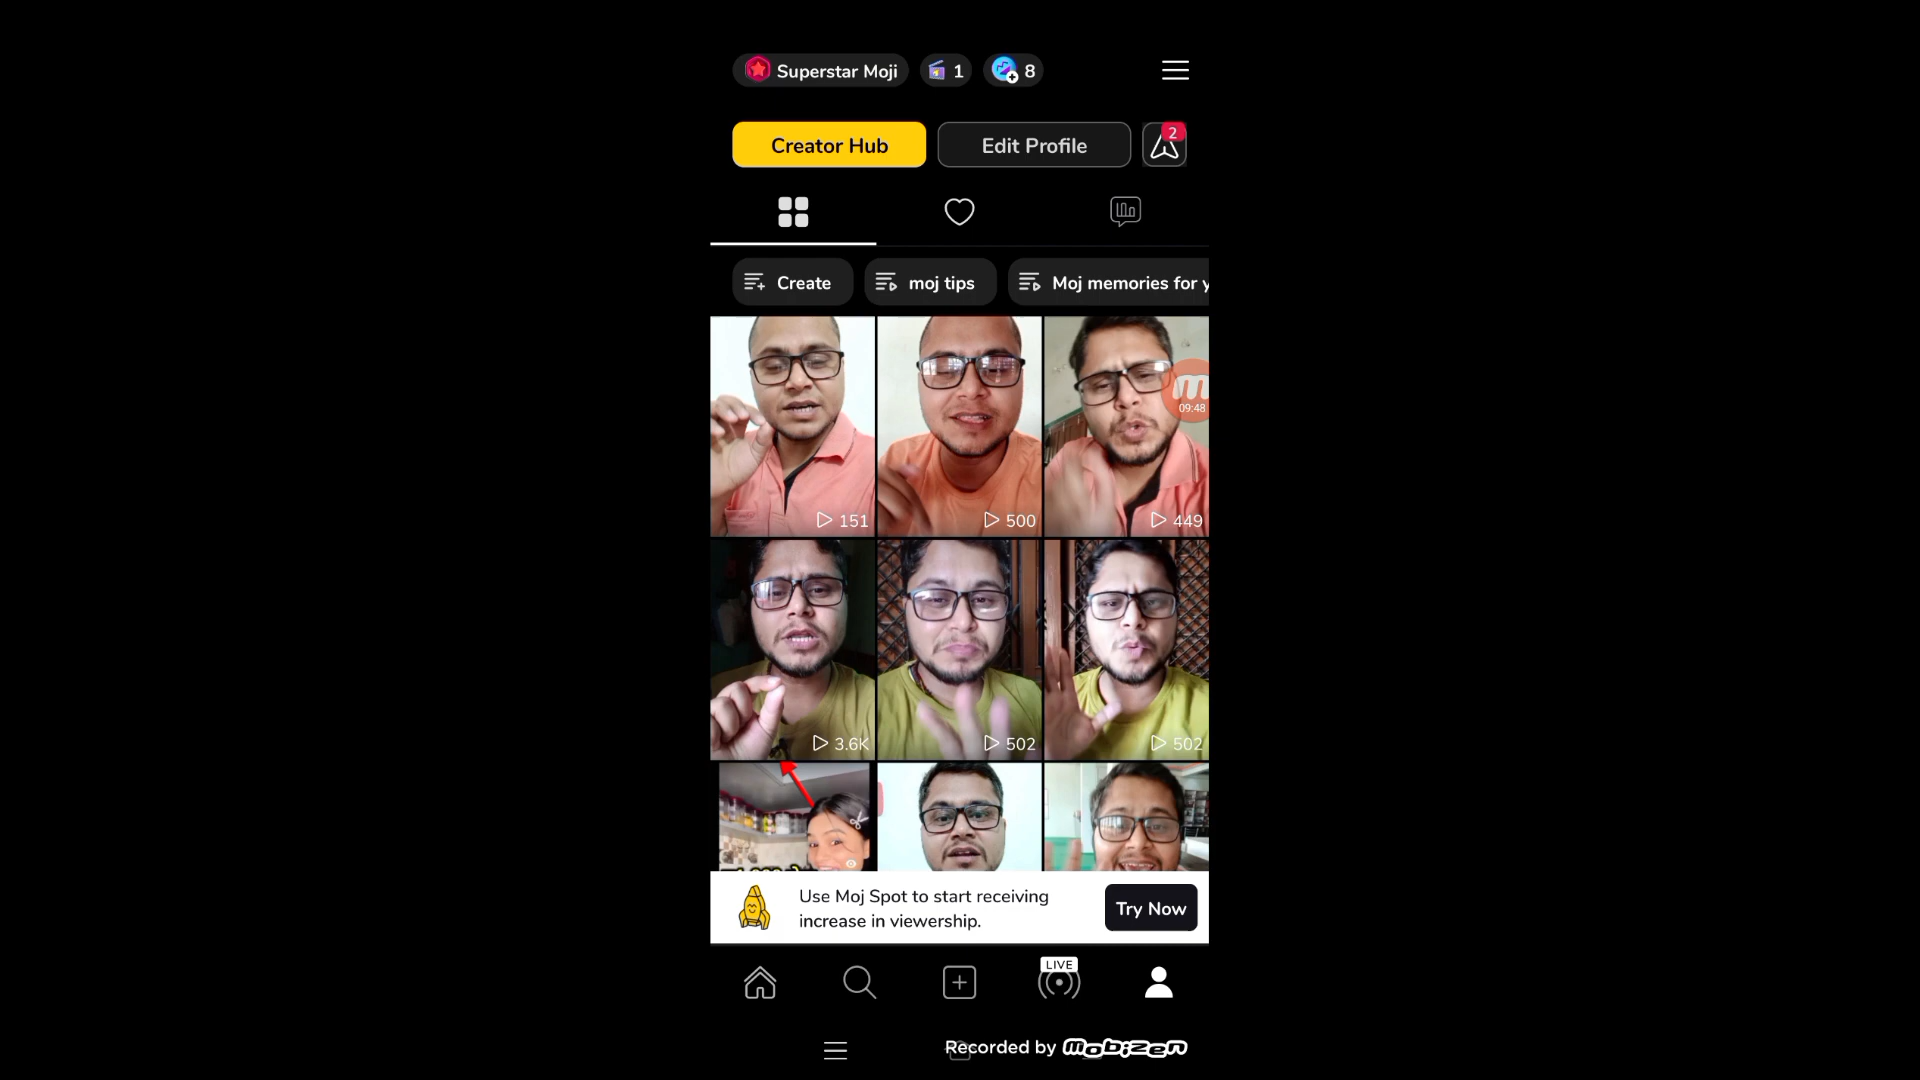 Superstar Moji 1 8
Creator Hub Edit Profile 2
Create moj tips Moj memories for y
m
09:48
151 500 449
3.6K 502 502
Use Moj Spot to start receiving
increase in viewership.
Try Now
LIVE
Recorded by mobizen